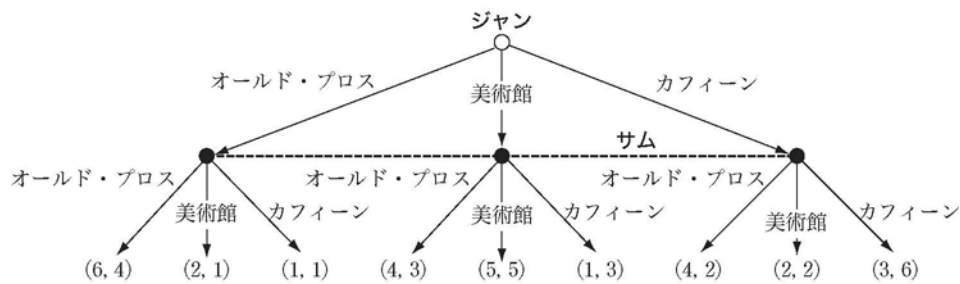 ジャン
オールド・プロス
美術館
カフィーン
サム
オールド・プロス
美術館
カフィーン
オールド・プロス
美術館
カフィーン
オールド・プロス
美術館
カフィーン
(6, 4) (2, 1) (1, 1) (4, 3) (5, 5) (1, 3) (4, 2) (2, 2) (3, 6)